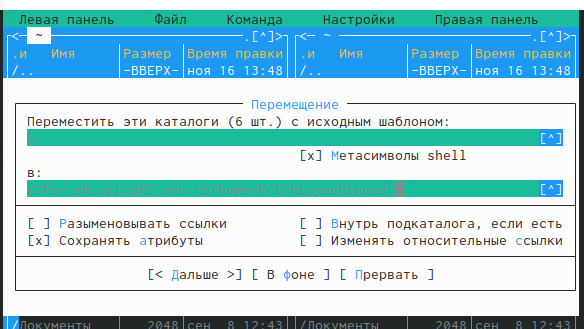 Левая панель Файл Команда Настройки Правая панель
<─ ~ .[^]> <─ ~ .[^]>
.и Имя Размер Время правки .и Имя Размер Время правки
/.. -ВВЕРХ- ноя 16 13:48 /.. -ВВЕРХ- ноя 16 13:48
Перемещение
Переместить эти каталоги (6 шт.) с исходным шаблоном:
[^]
[x] Метасимволы shell
в:
[^]
[ ] Разыменовывать ссылки [ ] Внутрь подкаталога, если есть
[x] Сохранять атрибуты [ ] Изменять относительные ссылки
[< Дальше >] [ В фоне ] [ Прервать ]
/Документы 2048 сен 8 12:43 /Документы 2048 сен 8 12:43